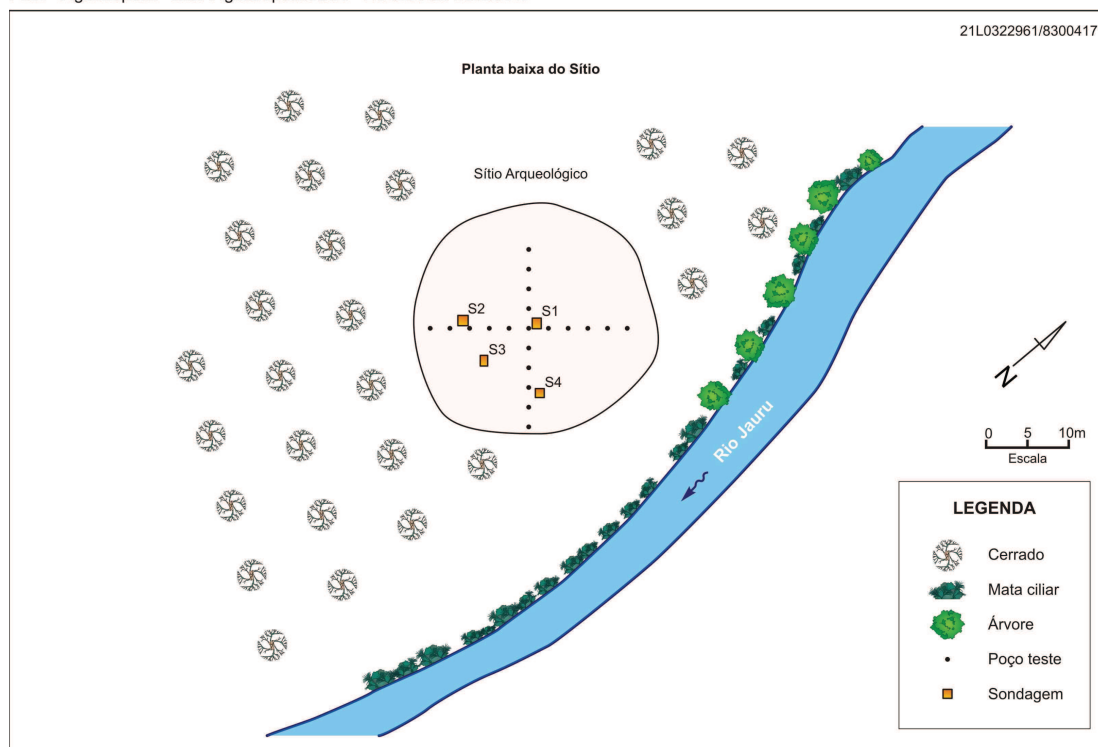 21L0322961/8300417
Planta baixa do Sítio
Sítio Arqueológico
S2
S1
S3
S4
Rio Jauru
N
0 5 10m
Escala
LEGENDA
Cerrado
Mata ciliar
Árvore
Poço teste
Sondagem